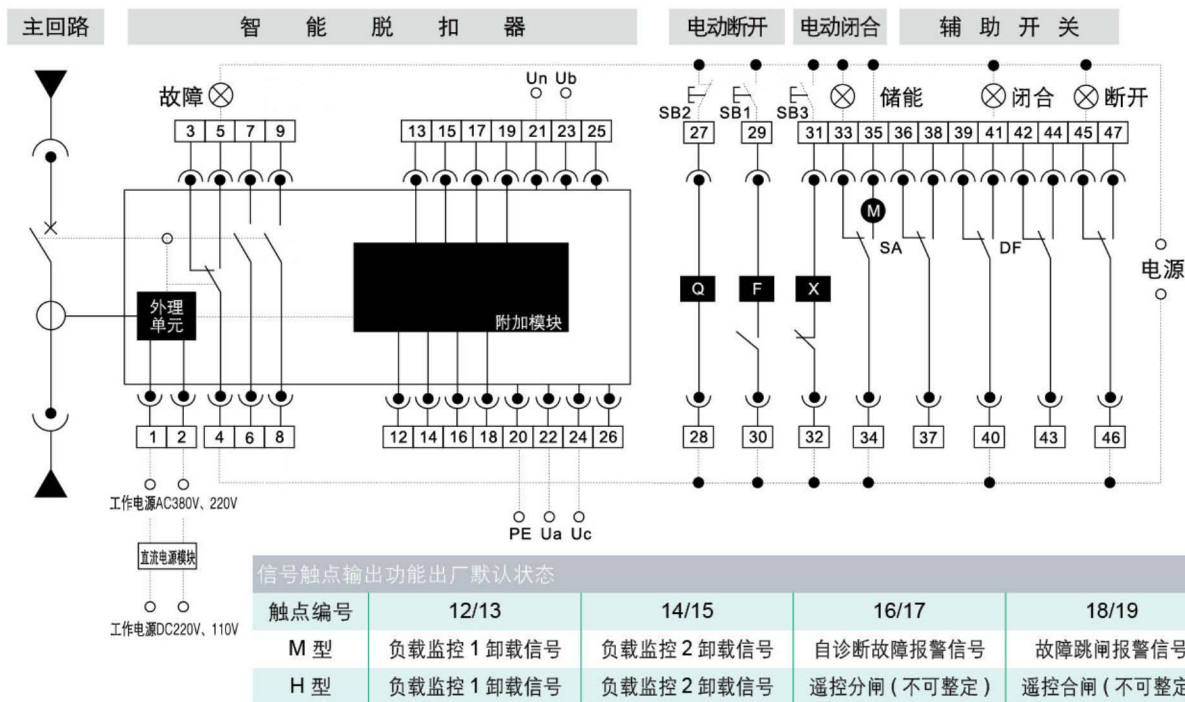 主回路 智能脱扣器 电动断开 电动闭合 辅助开关
Un Ub
故障 SB2 SB1 SB3 储能 闭合 断开
3 5 7 9 13 15 17 19 21 23 25 27 29 31 33 35 36 38 39 41 42 44 45 47
M
SA DF
电源
Q F X
外理
单元
附加模块
1 2 4 6 8 12 14 16 18 20 22 24 26 28 30 32 34 37 40 43 46
工作电源AC380V、220V
PE Ua Uc
直流电源模块
工作电源DC220V、110V
信号触点输出功能出厂默认状态
触点编号 12/13 14/15 16/17 18/19
M 型 负载监控 1 卸载信号 负载监控 2 卸载信号 自诊断故障报警信号 故障跳闸报警信号
H 型 负载监控 1 卸载信号 负载监控 2 卸载信号 遥控分闸 ( 不可整定 ) 遥控合闸 ( 不可整定